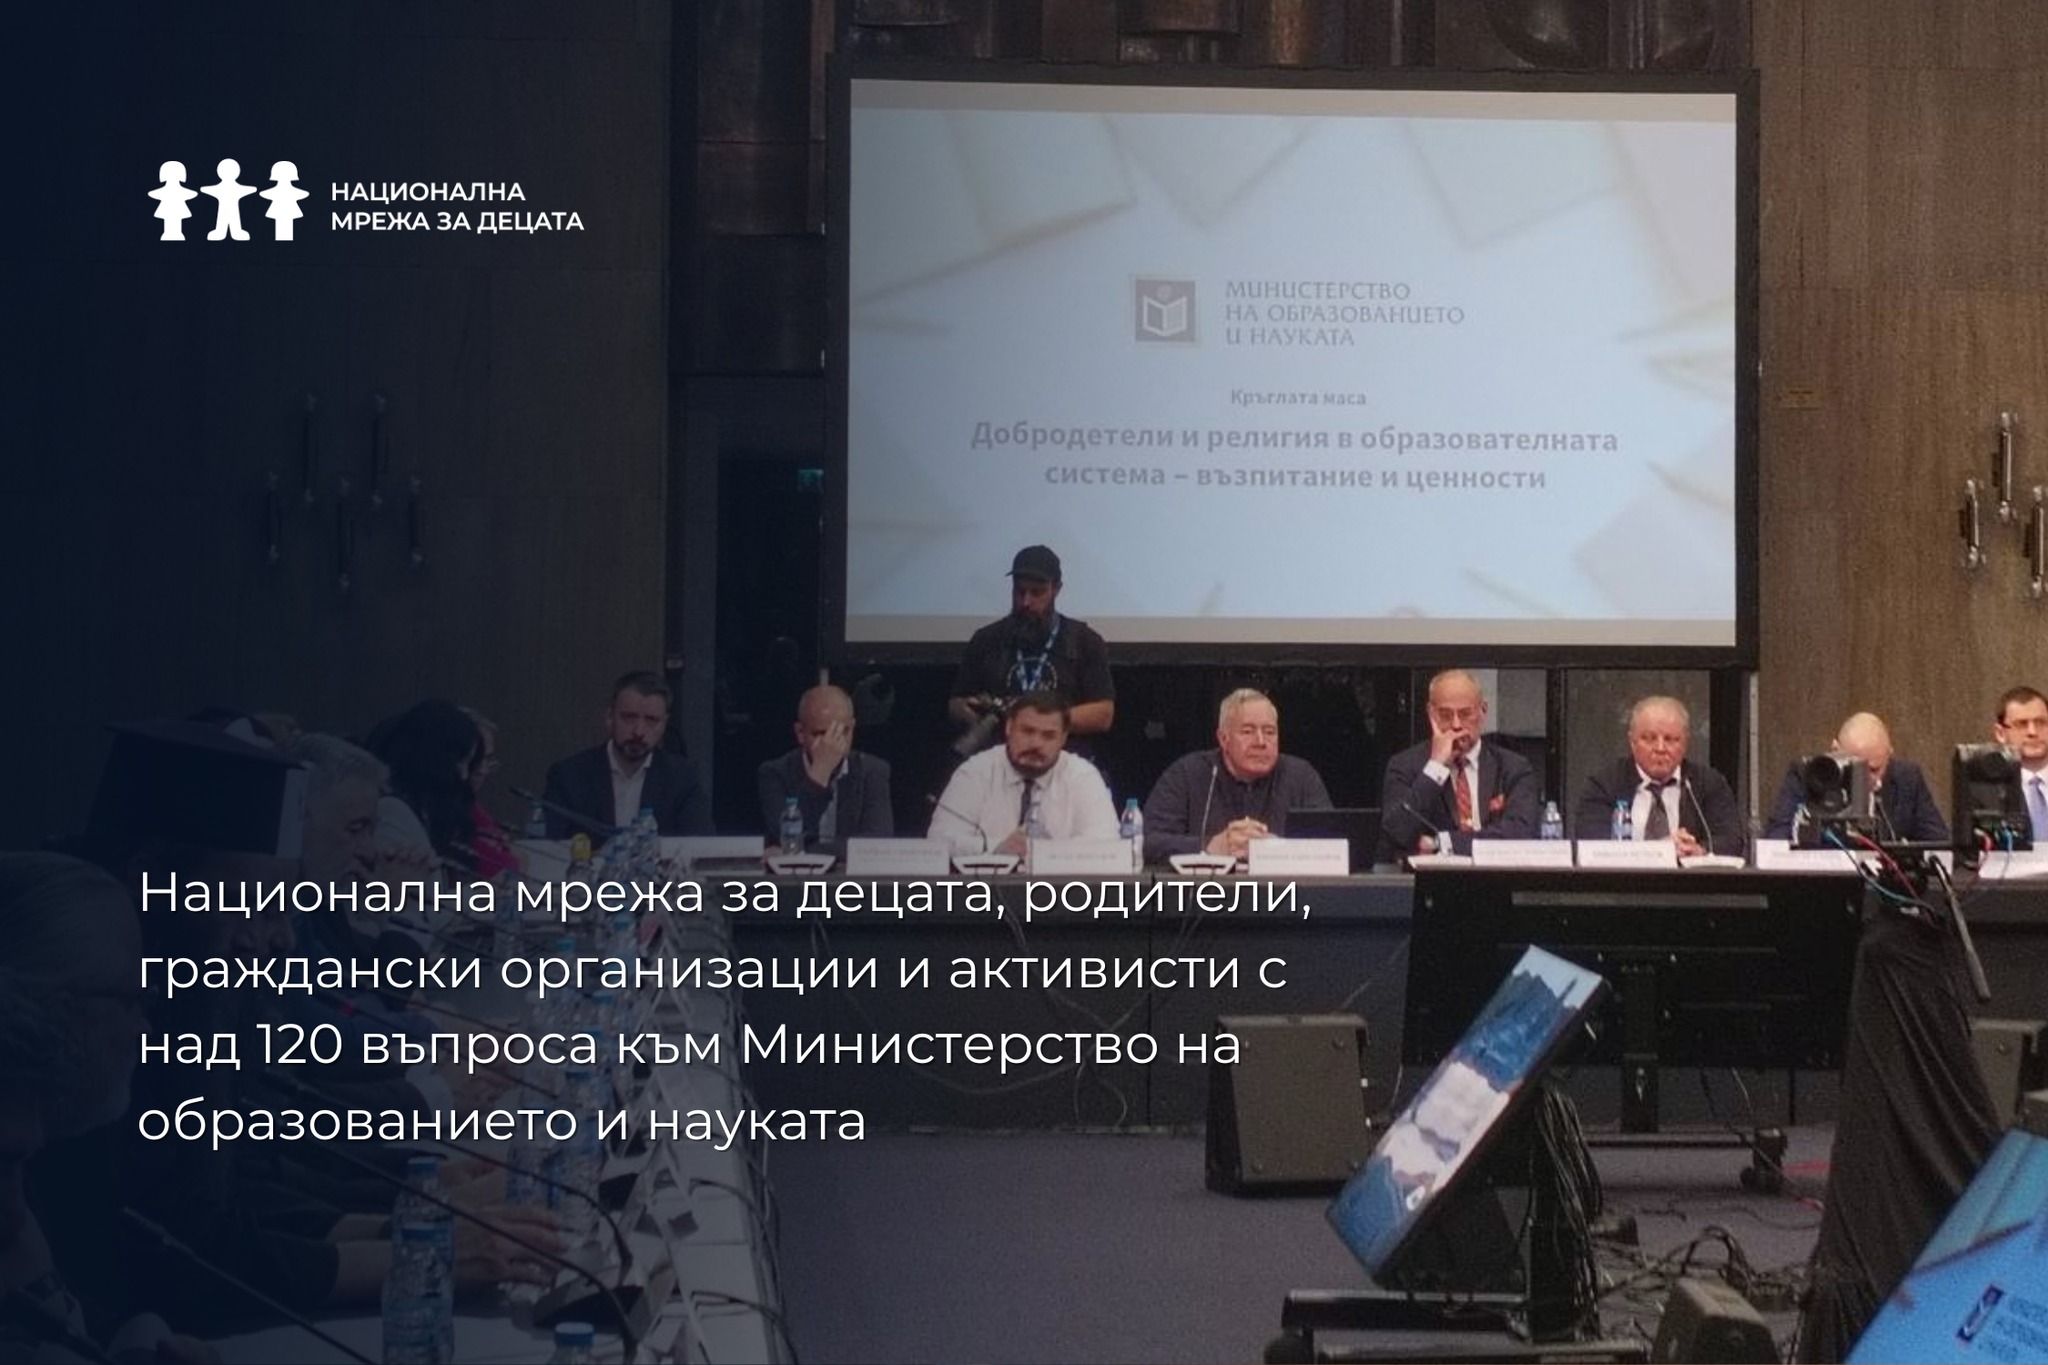 НАЦИОНАЛНА
МРЕЖА ЗА ДЕЦАТА
МИНИСТЕРСТВО
НА ОБРАЗОВАНИЕТО
И НАУКАТА
Кръглата маса
Добродетели и религия в образователната
система – възпитание и ценности
Национална мрежа за децата, родители,
граждански организации и активисти с
над 120 въпроса към Министерство на
образованието и науката